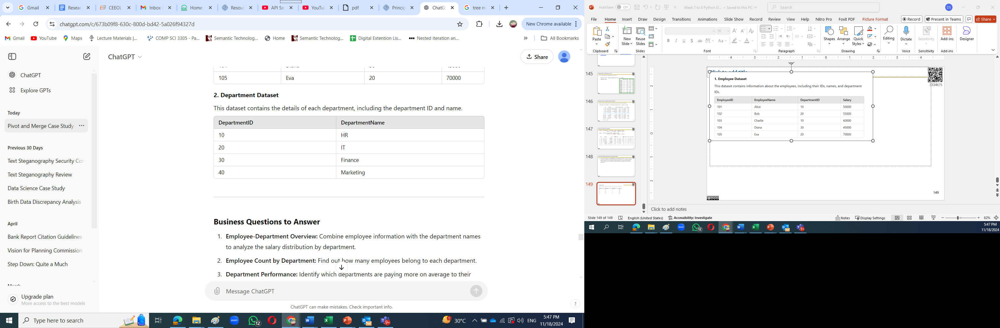 Gmail
Resear
CEEOL
Inbox (
Home
Resour
API Se
YouTu
pdf
Princip
ChatG
tree m
chatgpt.com/c/673b09f8-630c-800d-bd42-5a026f94327d
New Chrome available
Gmail
YouTube
Maps
Lecture Materials |...
COMP SCI 3305 - Pa...
Semantic Technolog...
Home
Semantic Technolog...
Digital Extention Lis...
Nested iteration an...
All Bookmarks
ChatGPT
Explore GPTs
Today
Pivot and Merge Case Study
Previous 30 Days
Text Steganography Security Con
Text Steganography Review
Data Science Case Study
Birth Data Discrepancy Analysis
April
Bank Report Citation Guidelines
Vision for Planning Commission
Step Down: Quite a Much
Upgrade plan
More access to the best models
ChatGPT
Share
105 Eva 20 70000
2. Department Dataset
This dataset contains the details of each department, including the department ID and name.
DepartmentID DepartmentName
10 HR
20 IT
30 Finance
40 Marketing
Business Questions to Answer
1. Employee-Department Overview: Combine employee information with the department names
to analyze the salary distribution by department.
2. Employee Count by Department: Find out how many employees belong to each department.
3. Department Performance: Identify which departments are paying more on average to their
Message ChatGPT
ChatGPT can make mistakes. Check important info.
?
Type here to search
zoom
12
9+
1
30°C
ENG
5:47 PM
11/18/2024
AutoSave Off
Week 7 to 8 Python D... • Saved to this PC
Search
DS
File Home Insert Draw Design Transitions Animations Slide Show Record Review View Help Nitro Pro Foxit PDF Picture Format
Record
Present in Teams
Share
Paste
New Slide
Reuse Slides
16
Shapes
Arrange
Quick Styles
Editing
Dictate
Sensitivity
Add-ins
Designer
Clipboard
Slides
Font
Paragraph
Drawing
Voice
Sensitivity
Add-ins
145
146
147
148
149
3334675
1. Employee Dataset
This dataset contains information about the employees, including their IDs, names, and department
IDs.
EmployeeID EmployeeName DepartmentID Salary
101 Alice 10 50000
102 Bob 20 55000
103 Charlie 10 60000
104 Diana 30 45000
105 Eva 20 70000
149
Click to add notes
Slide 149 of 149
English (United States)
Accessibility: Investigate
Notes
Display Settings
82%
zoom
12
9+
5:47 PM
11/18/2024